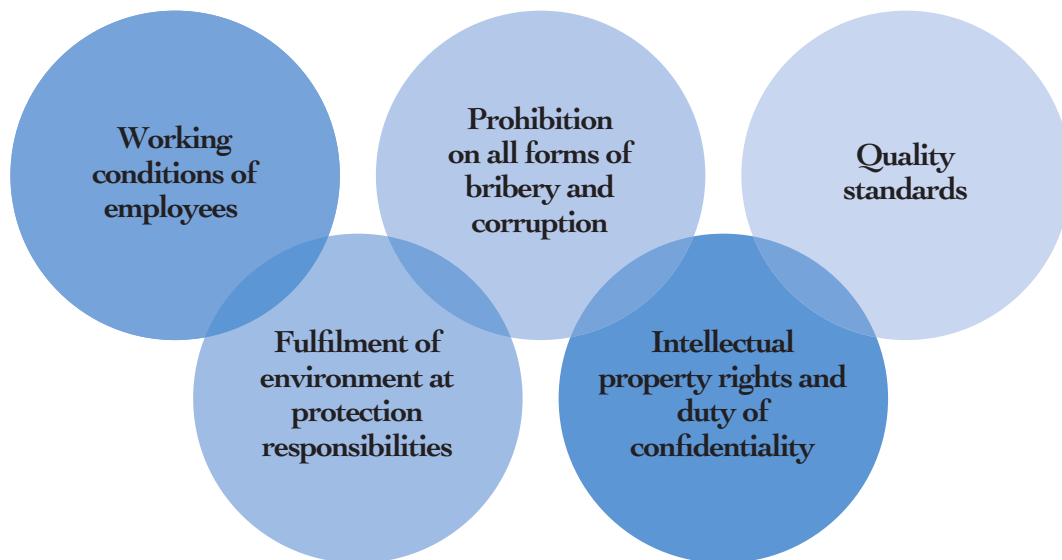 Working
conditions of
employees
Prohibition
on all forms of
bribery and
corruption
Quality
standards
Fulfilment of
environment at
protection
responsibilities
Intellectual
property rights and
duty of
confidentiality